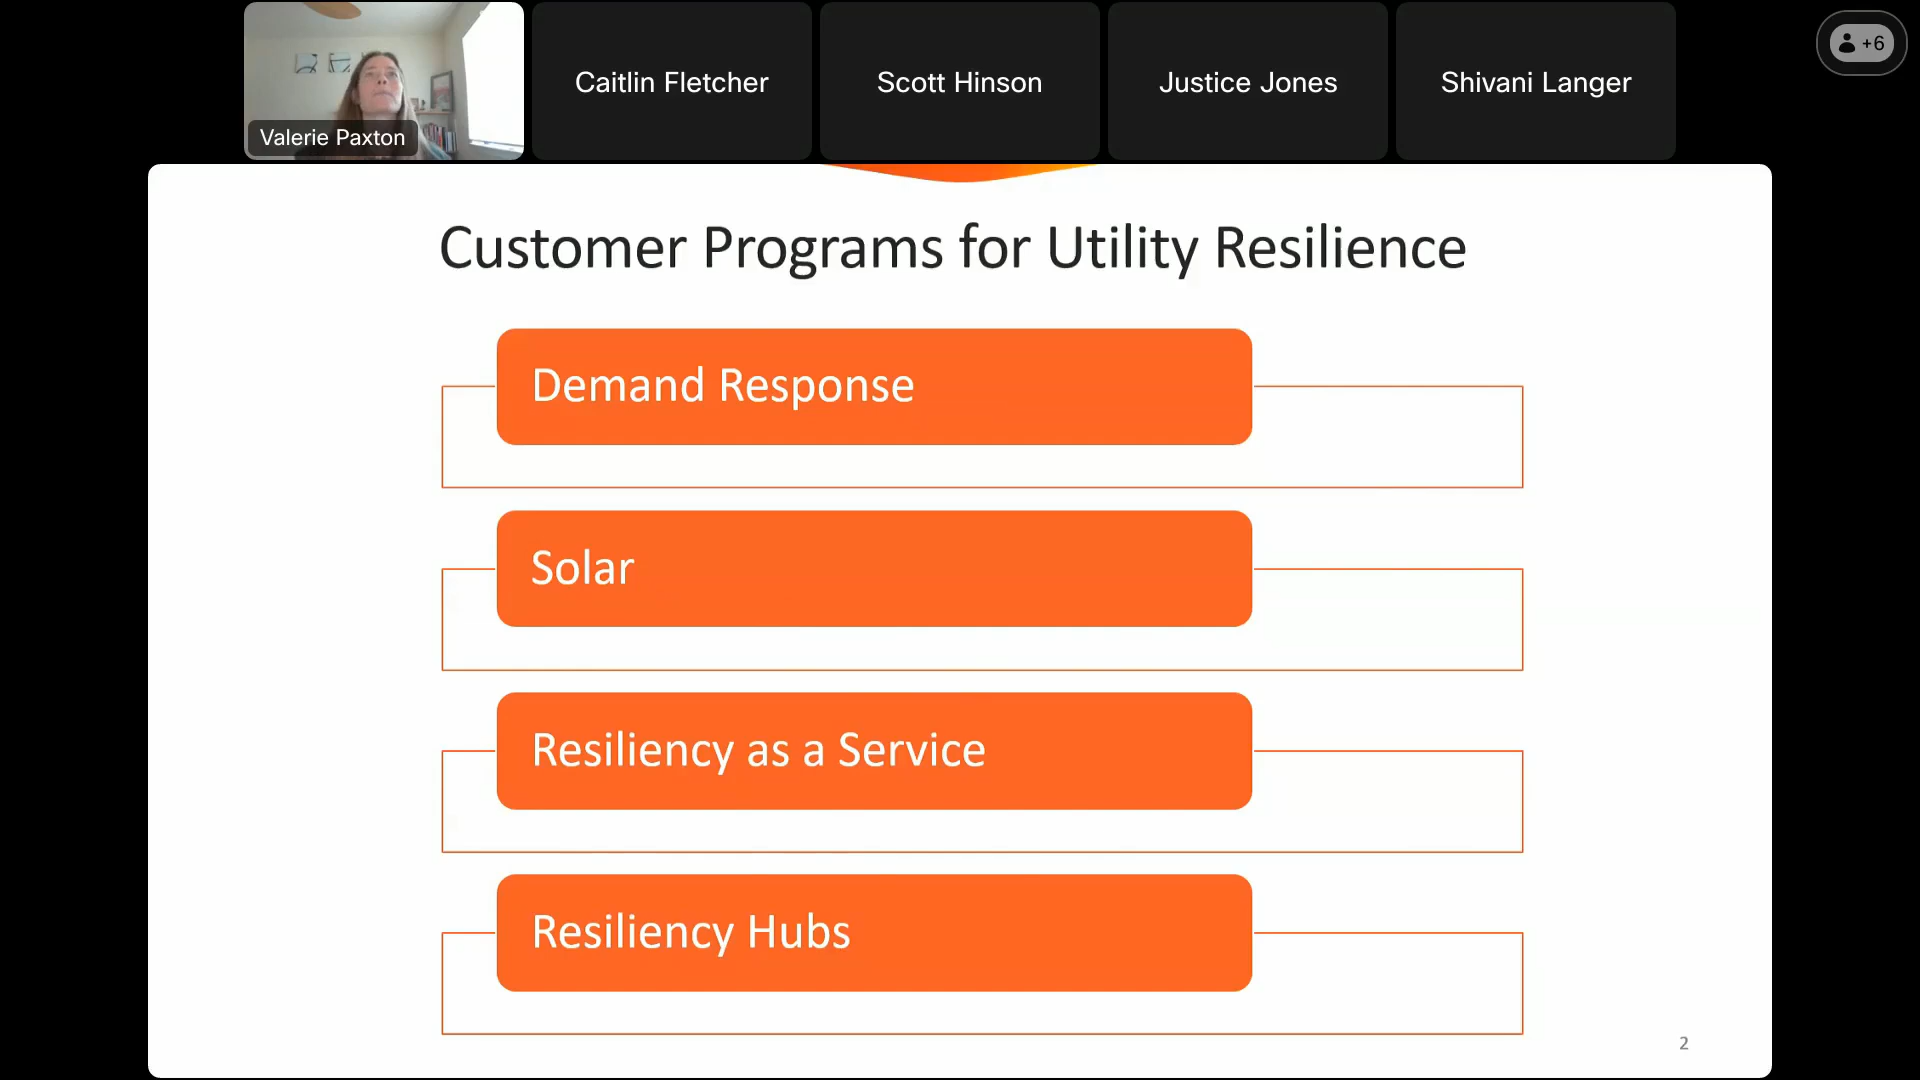 Valerie Paxton
Caitlin Fletcher
Scott Hinson
Justice Jones
Shivani Langer
+6
Customer Programs for Utility Resilience
Demand Response
Solar
Resiliency as a Service
Resiliency Hubs
2